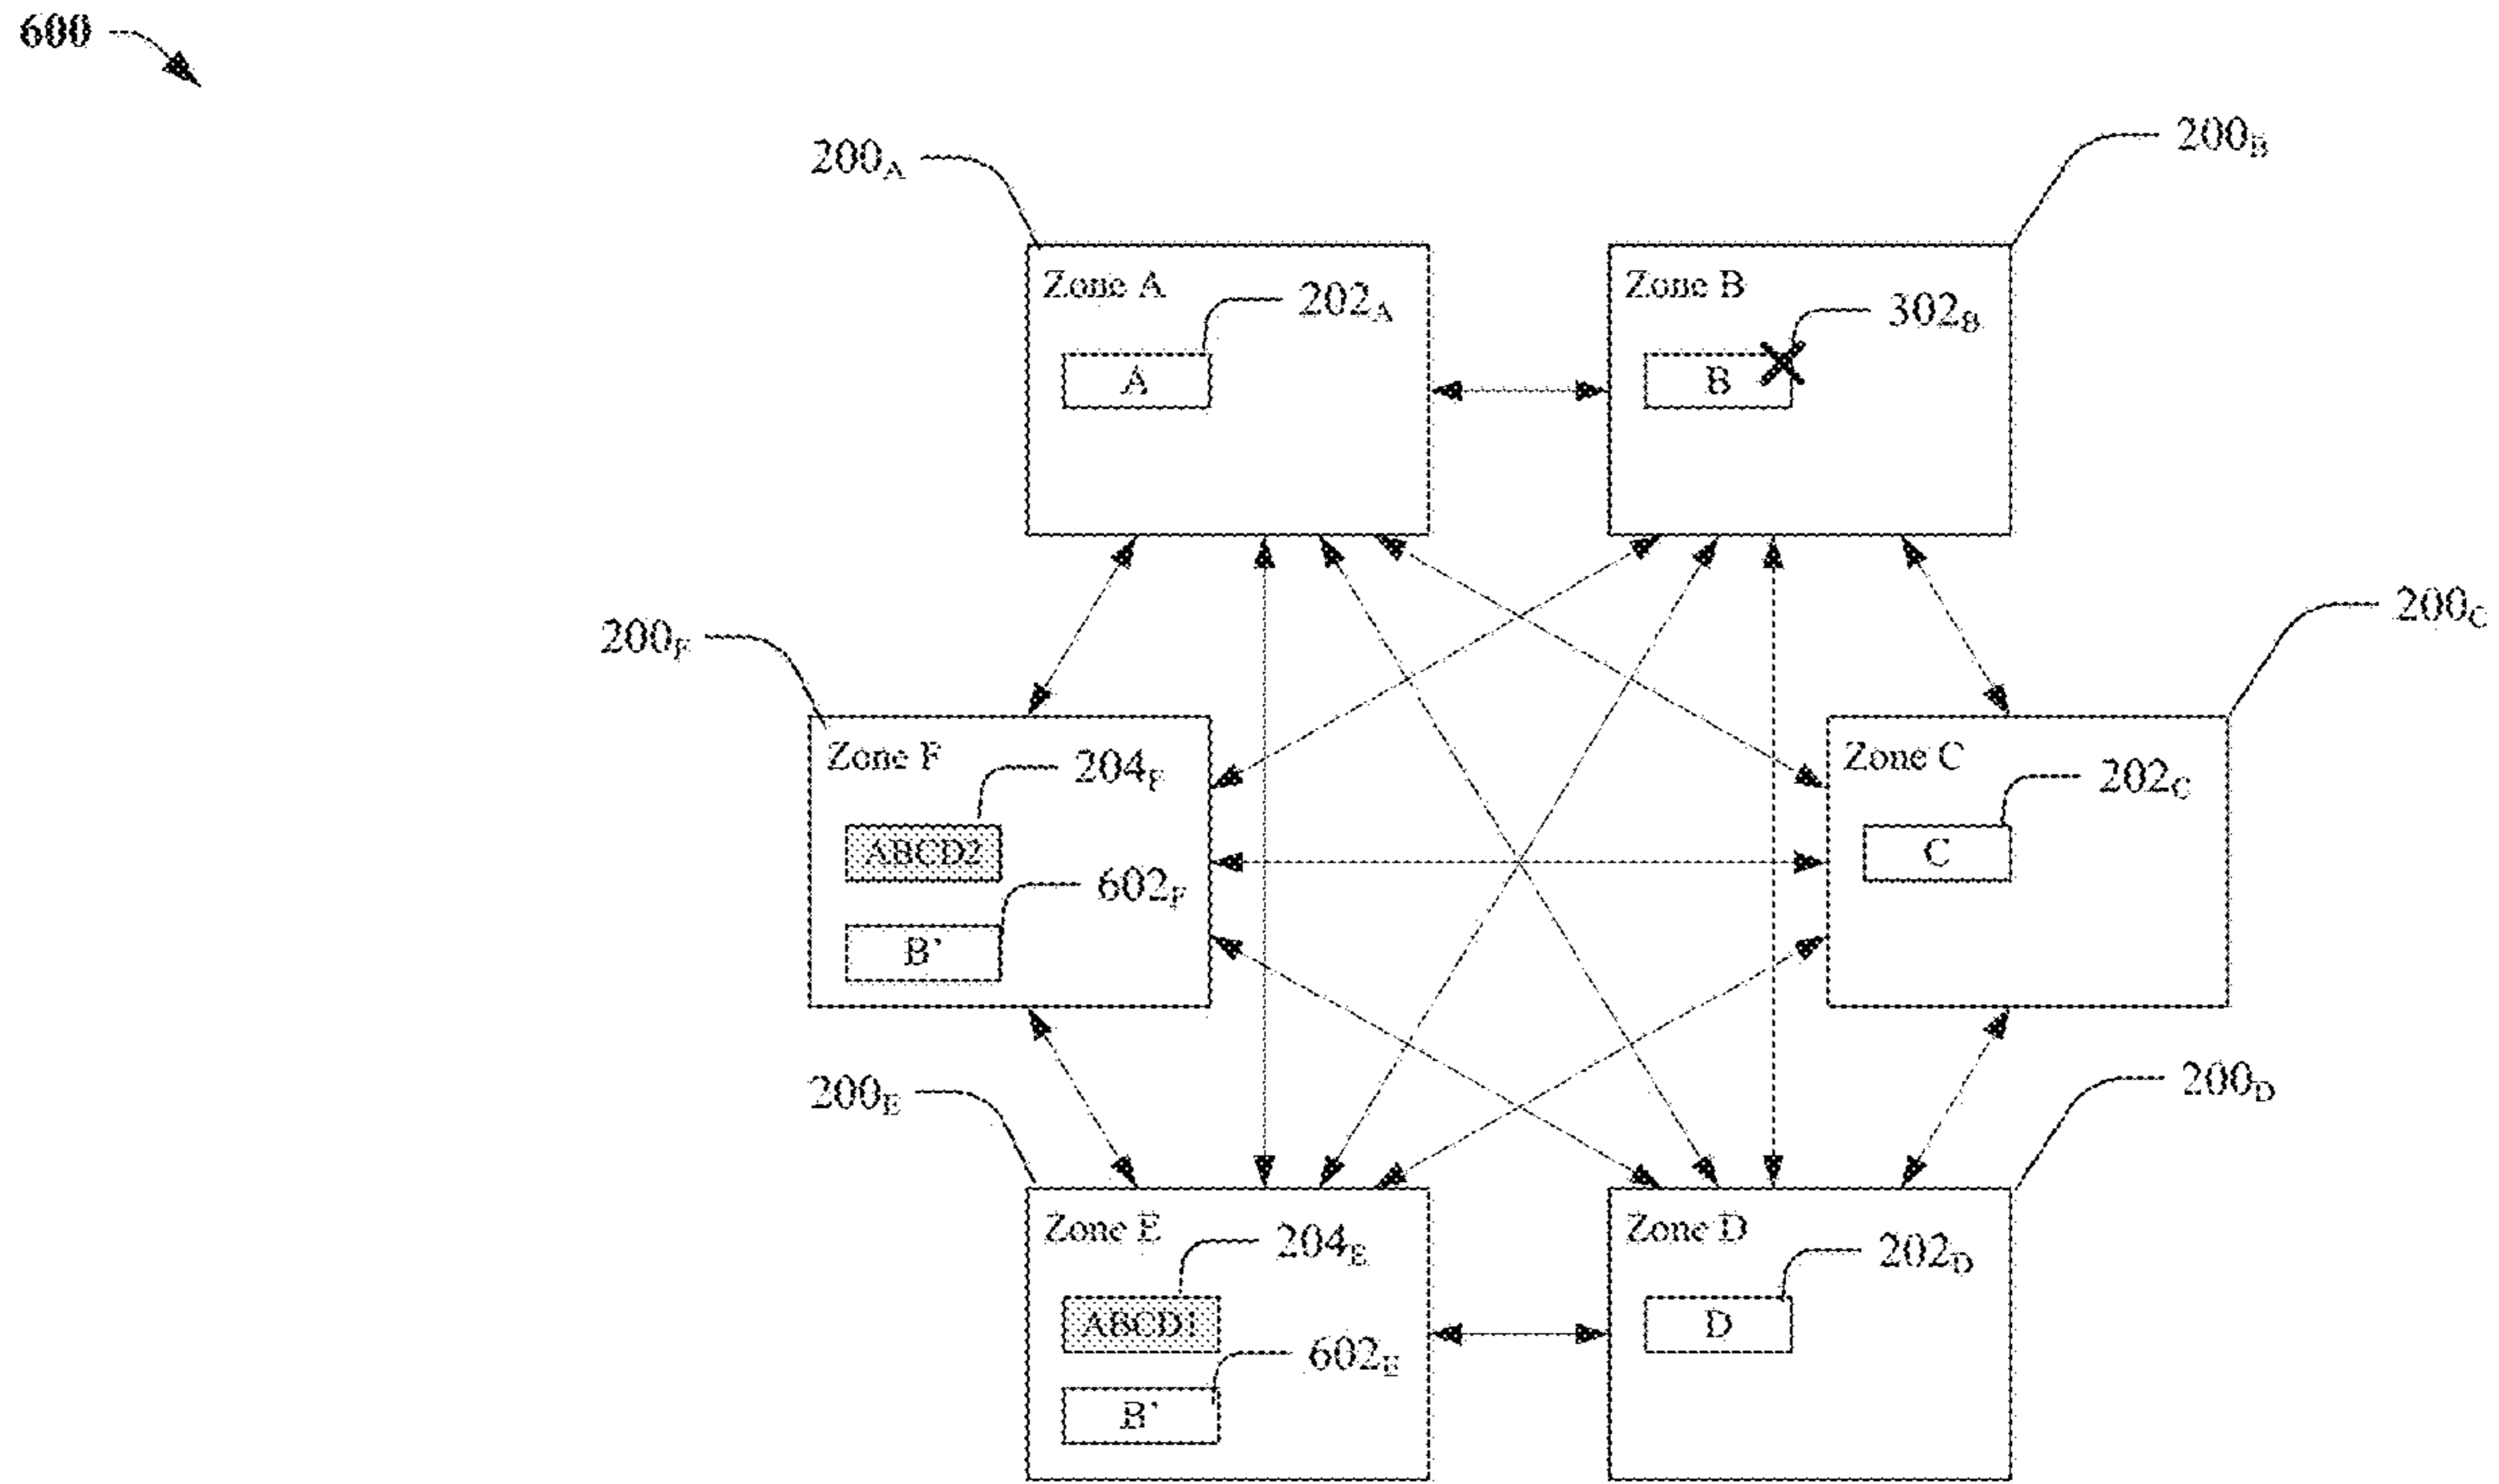 600
200A
200B
Zone A
202A
A
Zone B
302B
B
200F
200C
Zone F
204F
ABCD2
602F
B'
Zone C
202C
C
200E
200D
Zone E
204E
ABCD1
602E
B'
Zone D
202D
D